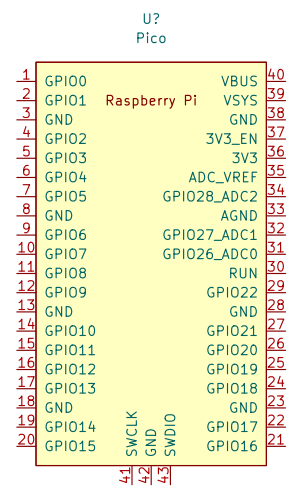 U?
Pico
1 GPIO0 VBUS 40
2 GPIO1 Raspberry Pi VSYS 39
3 GND GND 38
4 GPIO2 3V3_EN 37
5 GPIO3 3V3 36
6 GPIO4 ADC_VREF 35
7 GPIO5 GPIO28_ADC2 34
8 GND AGND 33
9 GPIO6 GPIO27_ADC1 32
10 GPIO7 GPIO26_ADC0 31
11 GPIO8 RUN 30
12 GPIO9 GPIO22 29
13 GND GND 28
14 GPIO10 GPIO21 27
15 GPIO11 GPIO20 26
16 GPIO12 GPIO19 25
17 GPIO13 GPIO18 24
18 GND GND 23
19 GPIO14 GPIO17 22
20 GPIO15 GPIO16 21
SWCLK 41
GND 42
SWDIO 43